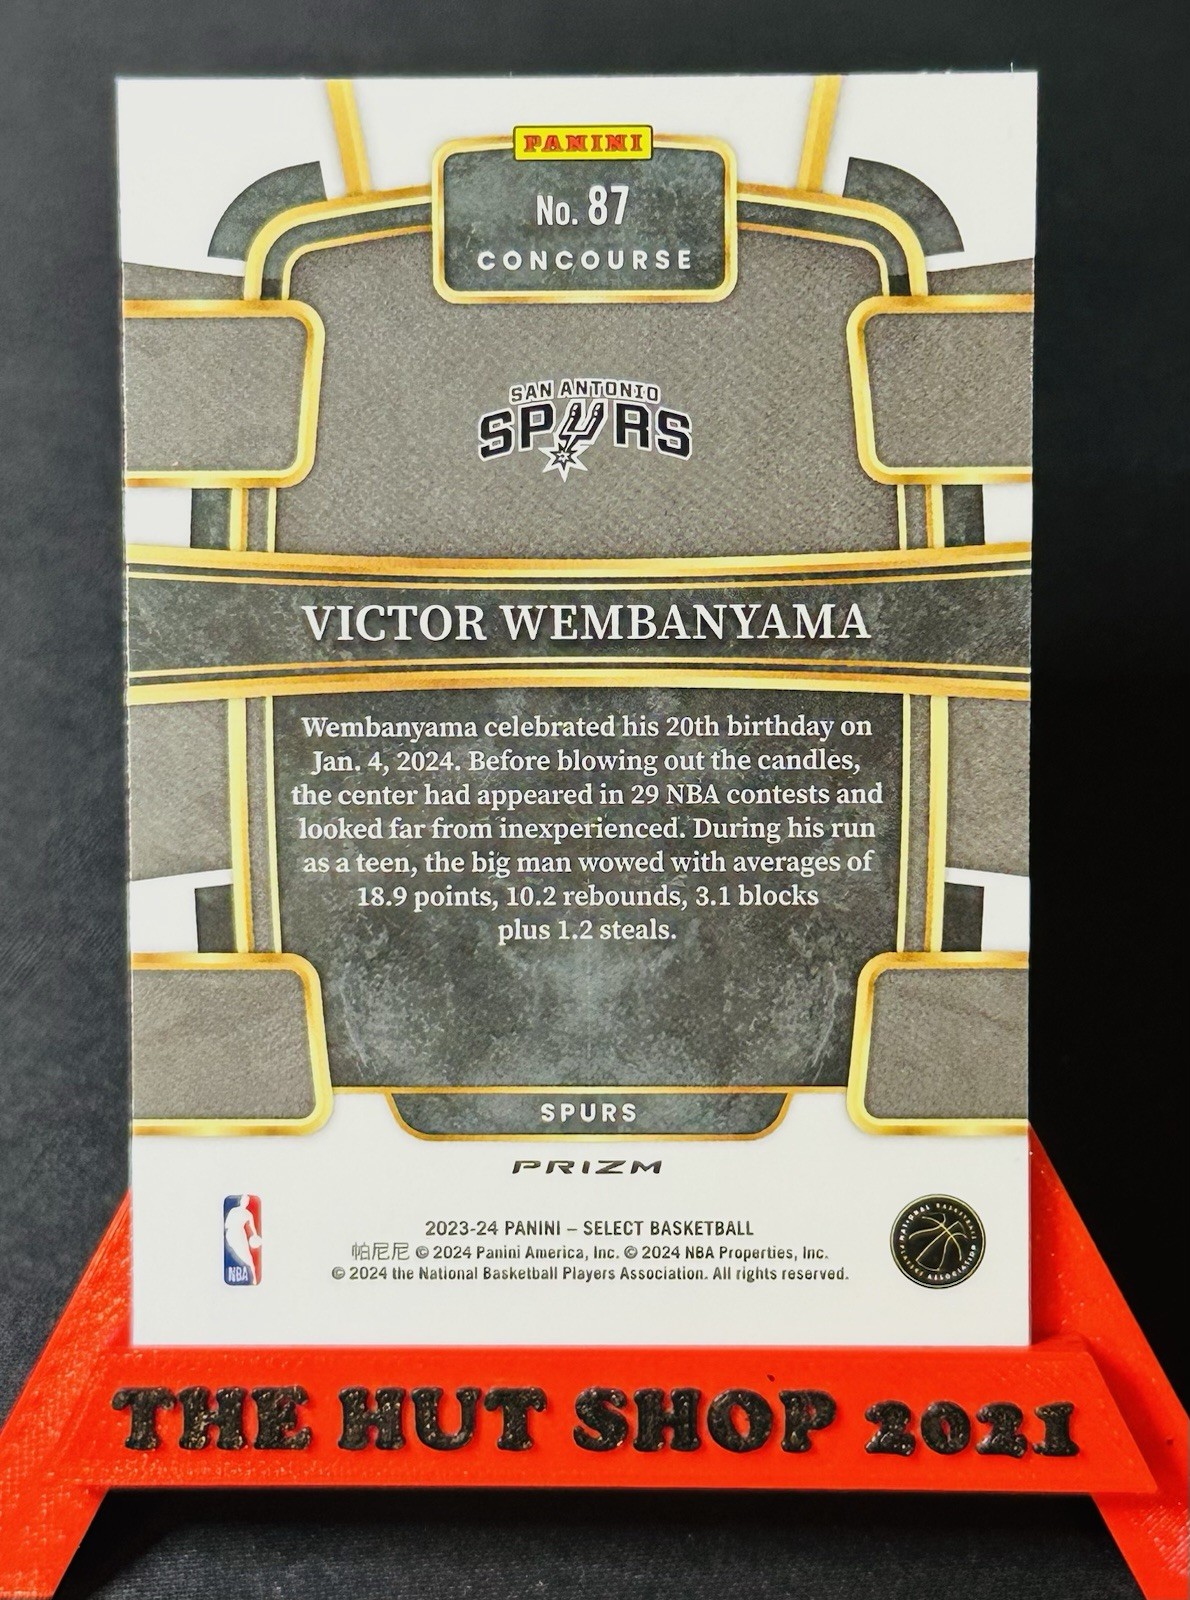 PANINI
No. 87
CONCOURSE
SAN ANTONIO
SPURS
VICTOR WEMBANYAMA
Wembanyama celebrated his 20th birthday on
Jan. 4, 2024. Before blowing out the candles,
the center had appeared in 29 NBA contests and
looked far from inexperienced. During his run
as a teen, the big man wowed with averages of
18.9 points, 10.2 rebounds, 3.1 blocks
plus 1.2 steals.
SPURS
PRIZM
NBA
2023-24 PANINI – SELECT BASKETBALL
帕尼尼 © 2024 Panini America, Inc. © 2024 NBA Properties, Inc.
© 2024 the National Basketball Players Association. All rights reserved.
NATIONAL BASKETBALL
PLAYERS ASSOCIATION
THE HUT SHOP 2021